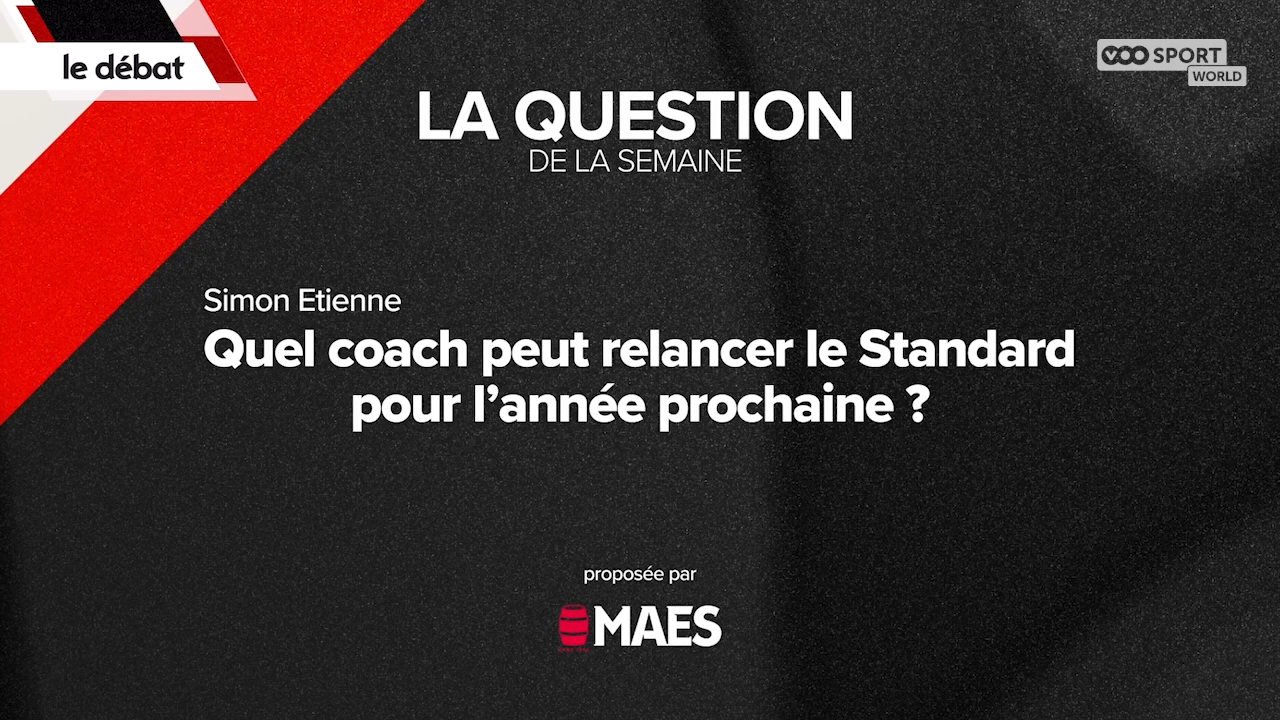 le débat
VOO SPORT
WORLD
LA QUESTION
DE LA SEMAINE
Simon Etienne
Quel coach peut relancer le Standard
pour l’année prochaine ?
proposée par
MAES